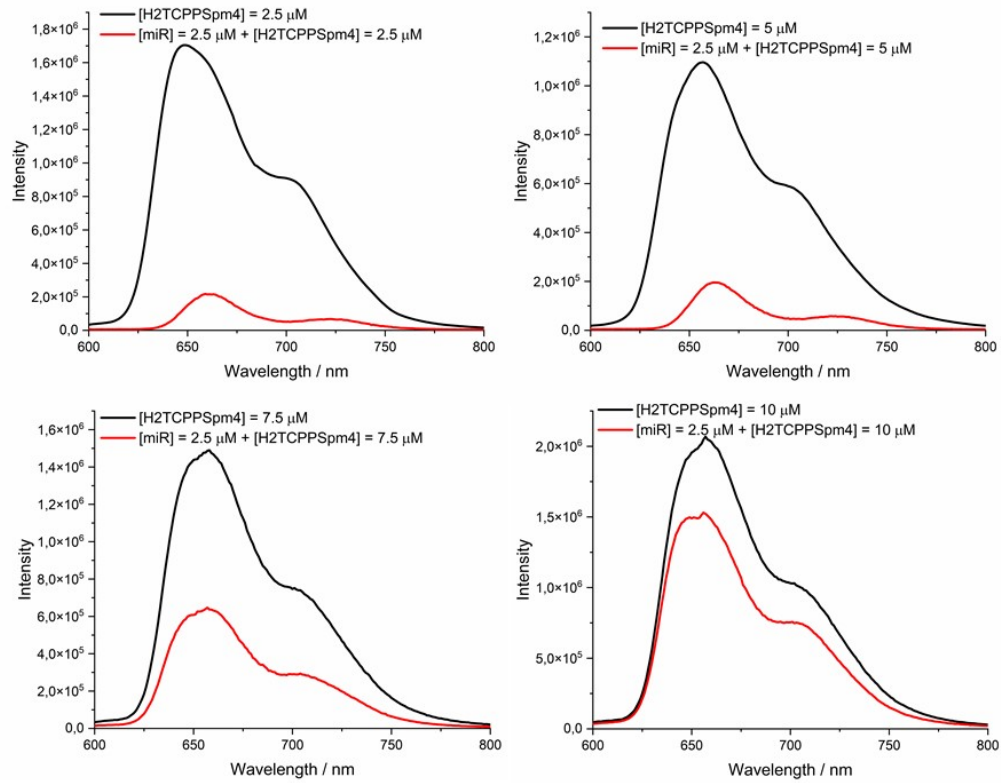 [H2TCPPSpm4] = 2.5 μM
[miR] = 2.5 μM + [H2TCPPSpm4] = 2.5 μM
1,8×10⁶
1,6×10⁶
1,4×10⁶
1,2×10⁶
1,0×10⁶
8,0×10⁵
6,0×10⁵
4,0×10⁵
2,0×10⁵
0,0
Intensity
600 650 700 750 800
Wavelength / nm
[H2TCPPSpm4] = 5 μM
[miR] = 2.5 μM + [H2TCPPSpm4] = 5 μM
1,2×10⁶
1,0×10⁶
8,0×10⁵
6,0×10⁵
4,0×10⁵
2,0×10⁵
0,0
Intensity
600 650 700 750 800
Wavelength / nm
[H2TCPPSpm4] = 7.5 μM
[miR] = 2.5 μM + [H2TCPPSpm4] = 7.5 μM
1,6×10⁶
1,4×10⁶
1,2×10⁶
1,0×10⁶
8,0×10⁵
6,0×10⁵
4,0×10⁵
2,0×10⁵
0,0
Intensity
600 650 700 750 800
Wavelength / nm
[H2TCPPSpm4] = 10 μM
[miR] = 2.5 μM + [H2TCPPSpm4] = 10 μM
2,0×10⁶
1,5×10⁶
1,0×10⁶
5,0×10⁵
0,0
Intensity
600 650 700 750 800
Wavelength / nm